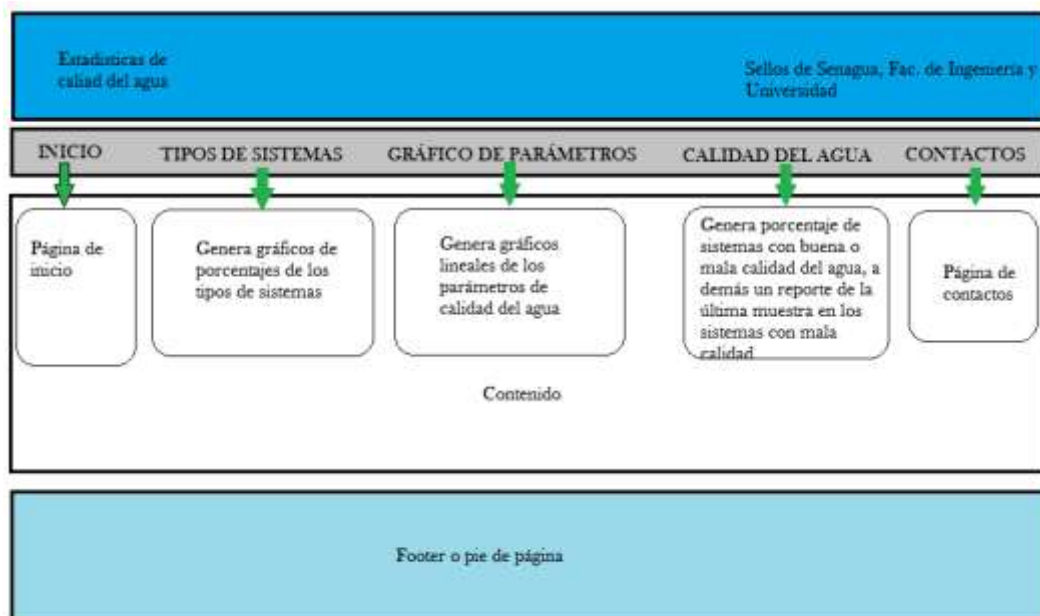 Estadisticas de
caliad del agua
Sellos de Senagua, Fac. de Ingeniería y
Universidad
INICIO
TIPOS DE SISTEMAS
GRÁFICO DE PARÁMETROS
CALIDAD DEL AGUA
CONTACTOS
Página de
inicio
Genera gráficos de
porcentajes de los
tipos de sistemas
Genera gráficos
lineales de los
parámetros de
calidad del agua
Genera porcentaje de
sistemas con buena o
mala calidad del agua, a
demás un reporte de la
última muestra en los
sistemas con mala
calidad
Página de
contactos
Contenido
Footer o pie de página